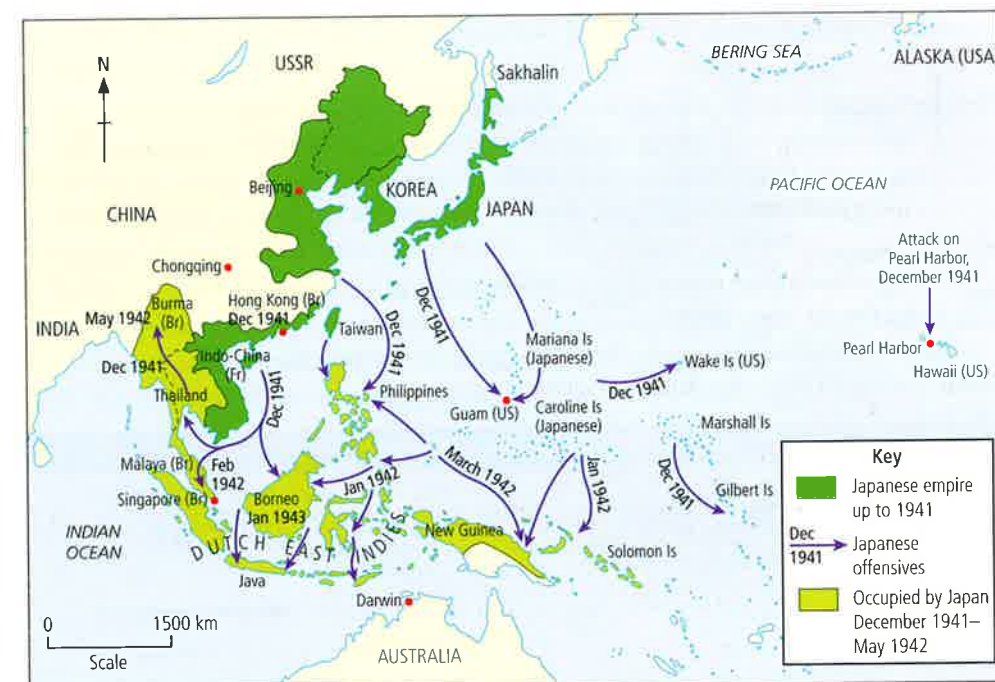 BERING SEA
ALASKA (USA
N
USSR
Sakhalin
Beijing
KOREA
JAPAN
PACIFIC OCEAN
CHINA
Attack on
Pearl Harbor,
December 1941
Chongqing
Burma
(Br)
Hong Kong (Br)
Dec 1941
INDIA
May 1942
Taiwan
Dec 1941
Dec 1941
Mariana Is
(Japanese)
Pearl Harbor
Hawaii (US)
Indo-China
(Fr)
Dec 1941
Dec 1941
Wake Is (US)
Dec 1941
Thailand
Philippines
Guam (US)
Caroline Is
(Japanese)
Marshall Is
Malaya (Br)
Feb
1942
Singapore (Br)
Borneo
Jan 1943
Jan 1942
March 1942
Jan
1942
Dec 1941
Gilbert Is
INDIAN
OCEAN
DUTCH EAST INDIES
New Guinea
Solomon Is
Java
Darwin
0 1500 km
Scale
AUSTRALIA
Key
Japanese empire
up to 1941
Dec
1941
Japanese
offensives
Occupied by Japan
December 1941–
May 1942